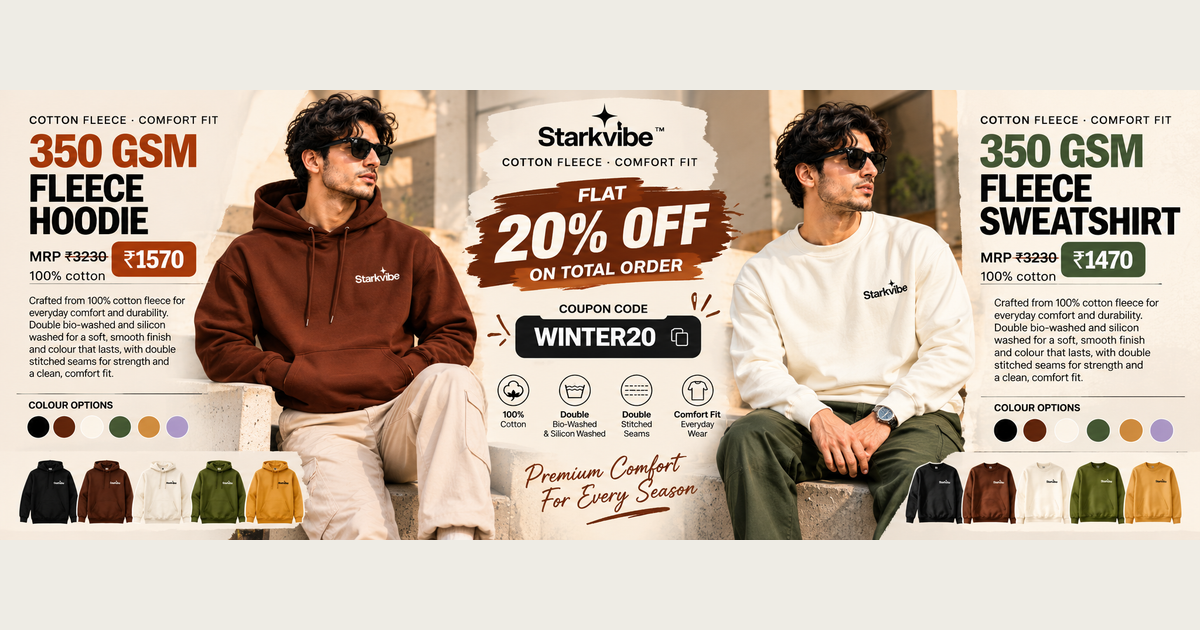 COTTON FLEECE · COMFORT FIT
350 GSM
FLEECE
HOODIE
MRP ₹3230 ₹1570
100% cotton
Crafted from 100% cotton fleece for
everyday comfort and durability.
Double bio-washed and silicon
washed for a soft, smooth finish
and colour that lasts, with double
stitched seams for strength and
a clean, comfort fit.
COLOUR OPTIONS
Starkvibe
Starkvibe™
COTTON FLEECE · COMFORT FIT
FLAT
20% OFF
ON TOTAL ORDER
COUPON CODE
WINTER20
100%
Cotton
Double
Bio-Washed
& Silicon Washed
Double
Stitched
Seams
Comfort Fit
Everyday
Wear
Premium Comfort
For Every Season
Starkvibe
COTTON FLEECE · COMFORT FIT
350 GSM
FLEECE
SWEATSHIRT
MRP ₹3230 ₹1470
100% cotton
Crafted from 100% cotton fleece for
everyday comfort and durability.
Double bio-washed and silicon
washed for a soft, smooth finish
and colour that lasts, with double
stitched seams for strength and
a clean, comfort fit.
COLOUR OPTIONS